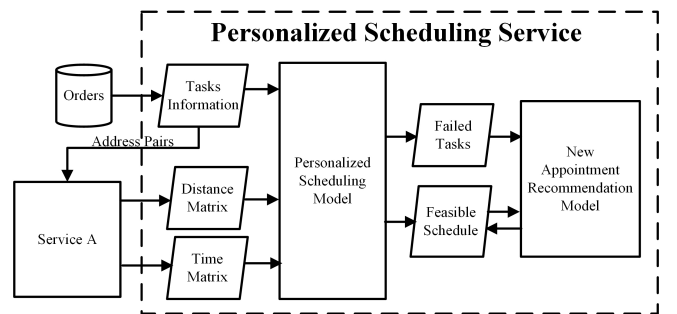 Personalized Scheduling Service
Orders
Tasks
Information
Address Pairs
Service A
Distance
Matrix
Time
Matrix
Personalized
Scheduling
Model
Failed
Tasks
Feasible
Schedule
New
Appointment
Recommendation
Model